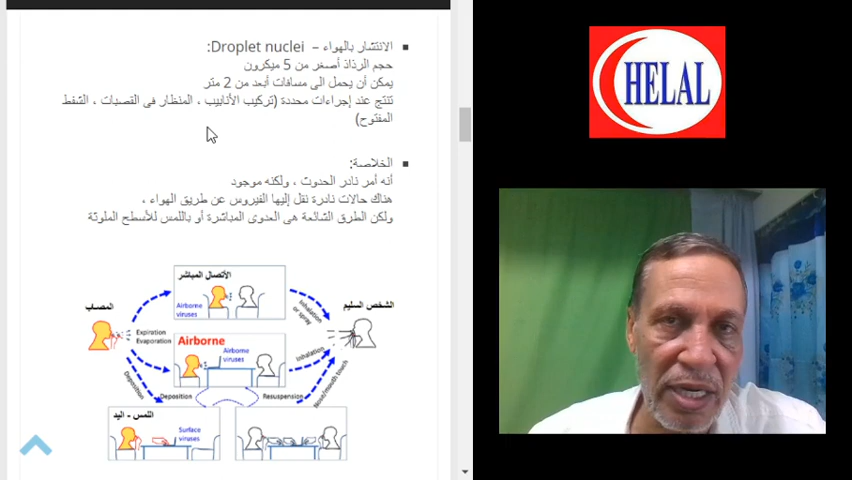 الانتشار بالهواء – Droplet nuclei:
حجم الرذاذ أصغر من 5 ميكرون
يمكن أن يحمل الى مسافات أبعد من 2 متر
تنتج عند إجراءات محددة (تركيب الأنابيب ، المنظار فى القصبات ، الشفط
المفتوح)
الخلاصة:
أنه أمر نادر الحدوث ، ولكنه موجود
هناك حالات نادرة نقل إليها الفيروس عن طريق الهواء ،
ولكن الطرق الشائعة هى العدوى المباشرة أو باللمس للأسطح الملوثة
HELAL
الأتصال المباشر
المصاب
الشخص السليم
Airborne
viruses
Inhalation
or spray
Expiration
Evaporation
Airborne
Airborne
viruses
Inhalation
Deposition
Deposition
Resuspension
Nose/mouth touch
اللمس - اليد
Surface
viruses